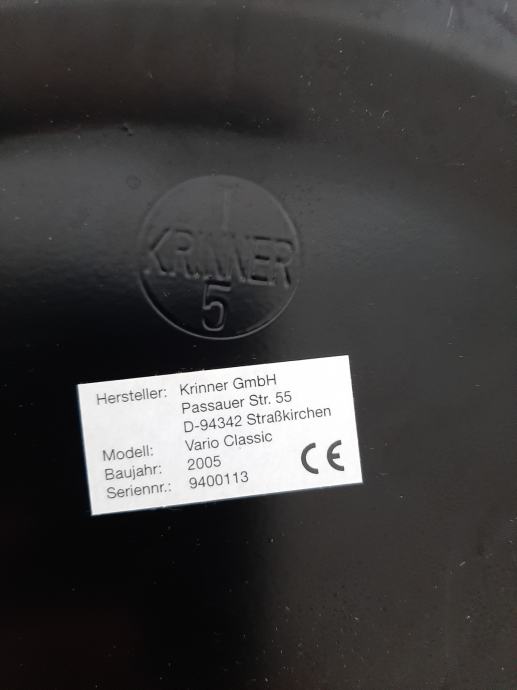 T
KRINNER
5
Hersteller: Krinner GmbH
Passauer Str. 55
D-94342 Straßkirchen
Modell: Vario Classic
Baujahr: 2005
Seriennr.: 9400113
CE